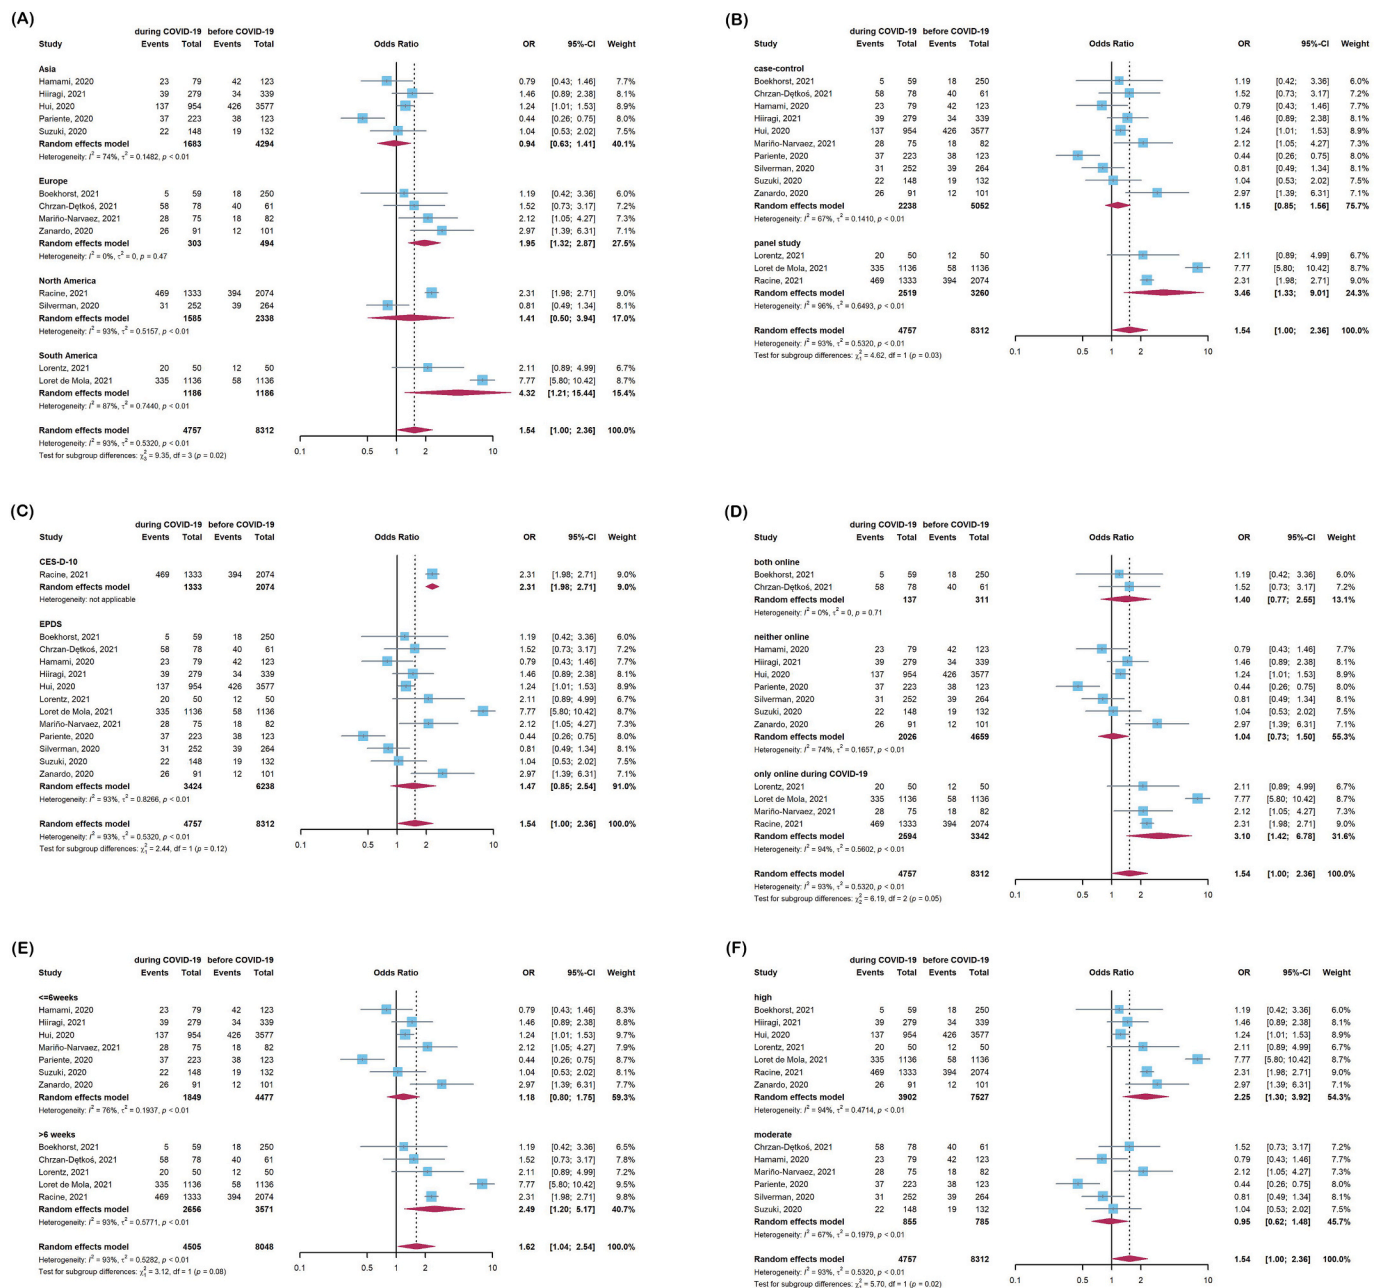 (A)
during COVID-19 before COVID-19
Study Events Total Events Total Odds Ratio OR 95%-CI Weight
Asia
Hamami, 2020 23 79 42 123 0.79 [0.43; 1.46] 7.7%
Hiiragi, 2021 39 279 34 339 1.46 [0.89; 2.38] 8.1%
Hui, 2020 137 954 426 3577 1.24 [1.01; 1.53] 8.9%
Pariente, 2020 37 223 38 123 0.44 [0.26; 0.75] 8.0%
Suzuki, 2020 22 148 19 132 1.04 [0.53; 2.02] 7.5%
Random effects model 1683 4294 0.94 [0.63; 1.41] 40.1%
Heterogeneity: I² = 74%, τ² = 0.1482, p < 0.01
Europe
Boekhorst, 2021 5 59 18 250 1.19 [0.42; 3.36] 6.0%
Chrzan-Dętkoś, 2021 58 78 40 61 1.52 [0.73; 3.17] 7.2%
Mariño-Narvaez, 2021 28 75 18 82 2.12 [1.05; 4.27] 7.3%
Zanardo, 2020 26 91 12 101 2.97 [1.39; 6.31] 7.1%
Random effects model 303 494 1.95 [1.32; 2.87] 27.5%
Heterogeneity: I² = 0%, τ² = 0, p = 0.47
North America
Racine, 2021 469 1333 394 2074 2.31 [1.98; 2.71] 9.0%
Silverman, 2020 31 252 39 264 0.81 [0.49; 1.34] 8.1%
Random effects model 1585 2338 1.41 [0.50; 3.94] 17.0%
Heterogeneity: I² = 93%, τ² = 0.5157, p < 0.01
South America
Lorentz, 2021 20 50 12 50 2.11 [0.89; 4.99] 6.7%
Loret de Mola, 2021 335 1136 58 1136 7.77 [5.80; 10.42] 8.7%
Random effects model 1186 1186 4.32 [1.21; 15.44] 15.4%
Heterogeneity: I² = 87%, τ² = 0.7440, p < 0.01
Random effects model 4757 8312 1.54 [1.00; 2.36] 100.0%
Heterogeneity: I² = 93%, τ² = 0.5320, p < 0.01
Test for subgroup differences: χ²₃ = 9.35, df = 3 (p = 0.02)
0.1 0.5 1 2 10
(B)
during COVID-19 before COVID-19
Study Events Total Events Total Odds Ratio OR 95%-CI Weight
case-control
Boekhorst, 2021 5 59 18 250 1.19 [0.42; 3.36] 6.0%
Chrzan-Dętkoś, 2021 58 78 40 61 1.52 [0.73; 3.17] 7.2%
Hamami, 2020 23 79 42 123 0.79 [0.43; 1.46] 7.7%
Hiiragi, 2021 39 279 34 339 1.46 [0.89; 2.38] 8.1%
Hui, 2020 137 954 426 3577 1.24 [1.01; 1.53] 8.9%
Mariño-Narvaez, 2021 28 75 18 82 2.12 [1.05; 4.27] 7.3%
Pariente, 2020 37 223 38 123 0.44 [0.26; 0.75] 8.0%
Silverman, 2020 31 252 39 264 0.81 [0.49; 1.34] 8.1%
Suzuki, 2020 22 148 19 132 1.04 [0.53; 2.02] 7.5%
Zanardo, 2020 26 91 12 101 2.97 [1.39; 6.31] 7.1%
Random effects model 2238 5052 1.15 [0.85; 1.56] 75.7%
Heterogeneity: I² = 67%, τ² = 0.1410, p < 0.01
panel study
Lorentz, 2021 20 50 12 50 2.11 [0.89; 4.99] 6.7%
Loret de Mola, 2021 335 1136 58 1136 7.77 [5.80; 10.42] 8.7%
Racine, 2021 469 1333 394 2074 2.31 [1.98; 2.71] 9.0%
Random effects model 2519 3260 3.46 [1.33; 9.01] 24.3%
Heterogeneity: I² = 96%, τ² = 0.6493, p < 0.01
Random effects model 4757 8312 1.54 [1.00; 2.36] 100.0%
Heterogeneity: I² = 93%, τ² = 0.5320, p < 0.01
Test for subgroup differences: χ²₁ = 4.62, df = 1 (p = 0.03)
0.1 0.5 1 2 10
(C)
during COVID-19 before COVID-19
Study Events Total Events Total Odds Ratio OR 95%-CI Weight
CES-D-10
Racine, 2021 469 1333 394 2074 2.31 [1.98; 2.71] 9.0%
Random effects model 1333 2074 2.31 [1.98; 2.71] 9.0%
Heterogeneity: not applicable
EPDS
Boekhorst, 2021 5 59 18 250 1.19 [0.42; 3.36] 6.0%
Chrzan-Dętkoś, 2021 58 78 40 61 1.52 [0.73; 3.17] 7.2%
Hamami, 2020 23 79 42 123 0.79 [0.43; 1.46] 7.7%
Hiiragi, 2021 39 279 34 339 1.46 [0.89; 2.38] 8.1%
Hui, 2020 137 954 426 3577 1.24 [1.01; 1.53] 8.9%
Lorentz, 2021 20 50 12 50 2.11 [0.89; 4.99] 6.7%
Loret de Mola, 2021 335 1136 58 1136 7.77 [5.80; 10.42] 8.7%
Mariño-Narvaez, 2021 28 75 18 82 2.12 [1.05; 4.27] 7.3%
Pariente, 2020 37 223 38 123 0.44 [0.26; 0.75] 8.0%
Silverman, 2020 31 252 39 264 0.81 [0.49; 1.34] 8.1%
Suzuki, 2020 22 148 19 132 1.04 [0.53; 2.02] 7.5%
Zanardo, 2020 26 91 12 101 2.97 [1.39; 6.31] 7.1%
Random effects model 3424 6238 1.47 [0.85; 2.54] 91.0%
Heterogeneity: I² = 93%, τ² = 0.8266, p < 0.01
Random effects model 4757 8312 1.54 [1.00; 2.36] 100.0%
Heterogeneity: I² = 93%, τ² = 0.5320, p < 0.01
Test for subgroup differences: χ²₁ = 2.44, df = 1 (p = 0.12)
0.1 0.5 1 2 10
(D)
during COVID-19 before COVID-19
Study Events Total Events Total Odds Ratio OR 95%-CI Weight
both online
Boekhorst, 2021 5 59 18 250 1.19 [0.42; 3.36] 6.0%
Chrzan-Dętkoś, 2021 58 78 40 61 1.52 [0.73; 3.17] 7.2%
Random effects model 137 311 1.40 [0.77; 2.55] 13.1%
Heterogeneity: I² = 0%, τ² = 0, p = 0.71
neither online
Hamami, 2020 23 79 42 123 0.79 [0.43; 1.46] 7.7%
Hiiragi, 2021 39 279 34 339 1.46 [0.89; 2.38] 8.1%
Hui, 2020 137 954 426 3577 1.24 [1.01; 1.53] 8.9%
Pariente, 2020 37 223 38 123 0.44 [0.26; 0.75] 8.0%
Silverman, 2020 31 252 39 264 0.81 [0.49; 1.34] 8.1%
Suzuki, 2020 22 148 19 132 1.04 [0.53; 2.02] 7.5%
Zanardo, 2020 26 91 12 101 2.97 [1.39; 6.31] 7.1%
Random effects model 2026 4659 1.04 [0.73; 1.50] 55.3%
Heterogeneity: I² = 74%, τ² = 0.1657, p < 0.01
only online during COVID-19
Lorentz, 2021 20 50 12 50 2.11 [0.89; 4.99] 6.7%
Loret de Mola, 2021 335 1136 58 1136 7.77 [5.80; 10.42] 8.7%
Mariño-Narvaez, 2021 28 75 18 82 2.12 [1.05; 4.27] 7.3%
Racine, 2021 469 1333 394 2074 2.31 [1.98; 2.71] 9.0%
Random effects model 2594 3342 3.10 [1.42; 6.78] 31.6%
Heterogeneity: I² = 94%, τ² = 0.5602, p < 0.01
Random effects model 4757 8312 1.54 [1.00; 2.36] 100.0%
Heterogeneity: I² = 93%, τ² = 0.5320, p < 0.01
Test for subgroup differences: χ²₂ = 6.19, df = 2 (p = 0.05)
0.1 0.5 1 2 10
(E)
during COVID-19 before COVID-19
Study Events Total Events Total Odds Ratio OR 95%-CI Weight
<=6weeks
Hamami, 2020 23 79 42 123 0.79 [0.43; 1.46] 8.3%
Hiiragi, 2021 39 279 34 339 1.46 [0.89; 2.38] 8.8%
Hui, 2020 137 954 426 3577 1.24 [1.01; 1.53] 9.7%
Mariño-Narvaez, 2021 28 75 18 82 2.12 [1.05; 4.27] 7.9%
Pariente, 2020 37 223 38 123 0.44 [0.26; 0.75] 8.7%
Suzuki, 2020 22 148 19 132 1.04 [0.53; 2.02] 8.1%
Zanardo, 2020 26 91 12 101 2.97 [1.39; 6.31] 7.7%
Random effects model 1849 4477 1.18 [0.80; 1.75] 59.3%
Heterogeneity: I² = 76%, τ² = 0.1937, p < 0.01
>6 weeks
Boekhorst, 2021 5 59 18 250 1.19 [0.42; 3.36] 6.5%
Chrzan-Dętkoś, 2021 58 78 40 61 1.52 [0.73; 3.17] 7.8%
Lorentz, 2021 20 50 12 50 2.11 [0.89; 4.99] 7.2%
Loret de Mola, 2021 335 1136 58 1136 7.77 [5.80; 10.42] 9.5%
Racine, 2021 469 1333 394 2074 2.31 [1.98; 2.71] 9.8%
Random effects model 2656 3571 2.49 [1.20; 5.17] 40.7%
Heterogeneity: I² = 93%, τ² = 0.5771, p < 0.01
Random effects model 4505 8048 1.62 [1.04; 2.54] 100.0%
Heterogeneity: I² = 93%, τ² = 0.5282, p < 0.01
Test for subgroup differences: χ²₁ = 3.12, df = 1 (p = 0.08)
0.1 0.5 1 2 10
(F)
during COVID-19 before COVID-19
Study Events Total Events Total Odds Ratio OR 95%-CI Weight
high
Boekhorst, 2021 5 59 18 250 1.19 [0.42; 3.36] 6.0%
Hiiragi, 2021 39 279 34 339 1.46 [0.89; 2.38] 8.1%
Hui, 2020 137 954 426 3577 1.24 [1.01; 1.53] 8.9%
Lorentz, 2021 20 50 12 50 2.11 [0.89; 4.99] 6.7%
Loret de Mola, 2021 335 1136 58 1136 7.77 [5.80; 10.42] 8.7%
Racine, 2021 469 1333 394 2074 2.31 [1.98; 2.71] 9.0%
Zanardo, 2020 26 91 12 101 2.97 [1.39; 6.31] 7.1%
Random effects model 3902 7527 2.25 [1.30; 3.92] 54.3%
Heterogeneity: I² = 94%, τ² = 0.4714, p < 0.01
moderate
Chrzan-Dętkoś, 2021 58 78 40 61 1.52 [0.73; 3.17] 7.2%
Hamami, 2020 23 79 42 123 0.79 [0.43; 1.46] 7.7%
Mariño-Narvaez, 2021 28 75 18 82 2.12 [1.05; 4.27] 7.3%
Pariente, 2020 37 223 38 123 0.44 [0.26; 0.75] 8.0%
Silverman, 2020 31 252 39 264 0.81 [0.49; 1.34] 8.1%
Suzuki, 2020 22 148 19 132 1.04 [0.53; 2.02] 7.5%
Random effects model 855 785 0.95 [0.62; 1.48] 45.7%
Heterogeneity: I² = 67%, τ² = 0.1979, p < 0.01
Random effects model 4757 8312 1.54 [1.00; 2.36] 100.0%
Heterogeneity: I² = 93%, τ² = 0.5320, p < 0.01
Test for subgroup differences: χ²₁ = 5.70, df = 1 (p = 0.02)
0.1 0.5 1 2 10